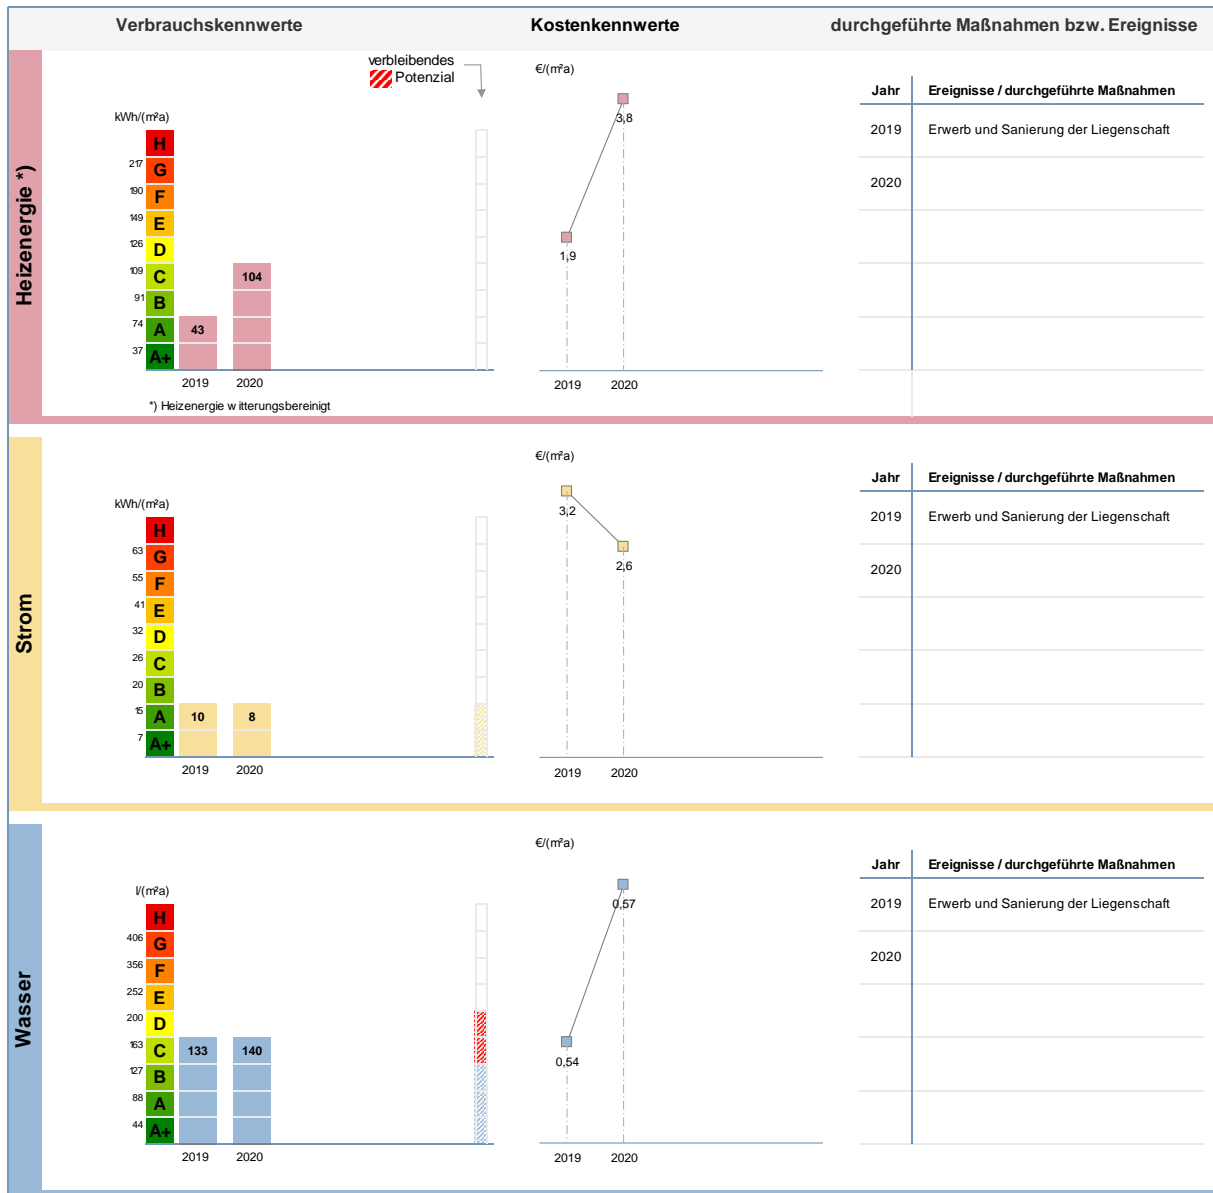 Verbrauchskennwerte Kostenkennwerte durchgeführte Maßnahmen bzw. Ereignisse
Heizenergie *)
verbleibendes
Potenzial
kWh/(m²a)
H
217
G
190
F
149
E
126
D
109
C 104
91
B
74
A 43
37
A+
2019 2020
*) Heizenergie witterungsbereinigt
€/(m²a)
3,8
1,9
2019 2020
Jahr Ereignisse / durchgeführte Maßnahmen
2019 Erwerb und Sanierung der Liegenschaft
2020
Strom
kWh/(m²a)
H
63
G
55
F
41
E
32
D
26
C
20
B
15
A 10 8
7
A+
2019 2020
€/(m²a)
3,2
2,6
2019 2020
Jahr Ereignisse / durchgeführte Maßnahmen
2019 Erwerb und Sanierung der Liegenschaft
2020
Wasser
l/(m²a)
H
406
G
356
F
252
E
200
D
163
C 133 140
127
B
88
A
44
A+
2019 2020
€/(m²a)
0,57
0,54
2019 2020
Jahr Ereignisse / durchgeführte Maßnahmen
2019 Erwerb und Sanierung der Liegenschaft
2020